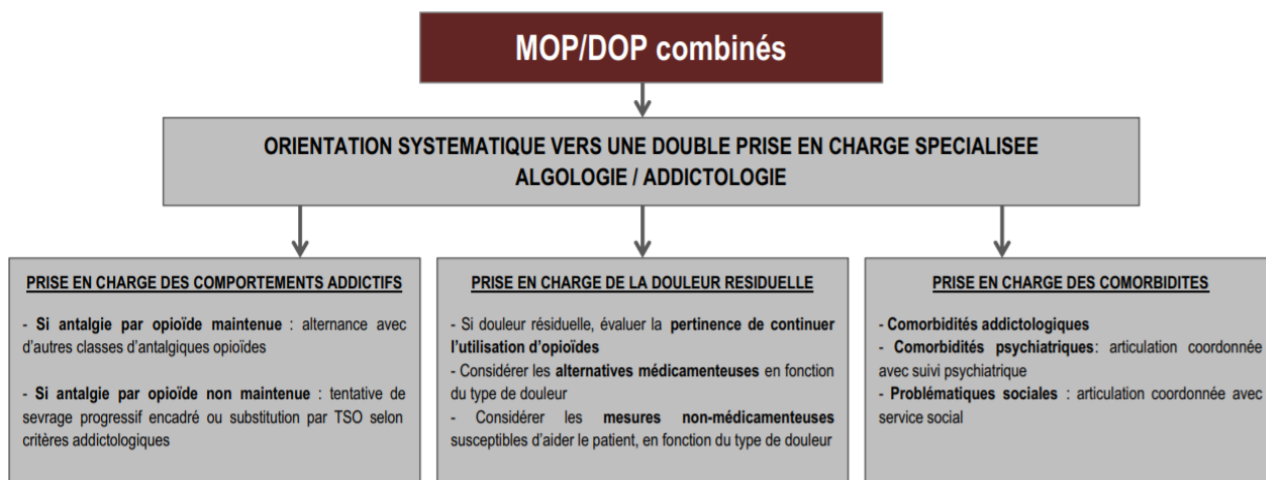 MOP/DOP combinés
ORIENTATION SYSTEMATIQUE VERS UNE DOUBLE PRISE EN CHARGE SPECIALISEE
ALGOLOGIE / ADDICTOLOGIE
PRISE EN CHARGE DES COMPORTEMENTS ADDICTIFS
- Si antalgie par opioïde maintenue : alternance avec
d'autres classes d'antalgiques opioïdes
- Si antalgie par opioïde non maintenue : tentative de
sevrage progressif encadré ou substitution par TSO selon
critères addictologiques
PRISE EN CHARGE DE LA DOULEUR RESIDUELLE
- Si douleur résiduelle, évaluer la pertinence de continuer
l'utilisation d'opioïdes
- Considérer les alternatives médicamenteuses en fonction
du type de douleur
- Considérer les mesures non-médicamenteuses
susceptibles d'aider le patient, en fonction du type de douleur
PRISE EN CHARGE DES COMORBIDITES
- Comorbidités addictologiques
- Comorbidités psychiatriques: articulation coordonnée
avec suivi psychiatrique
- Problématiques sociales : articulation coordonnée avec
service social